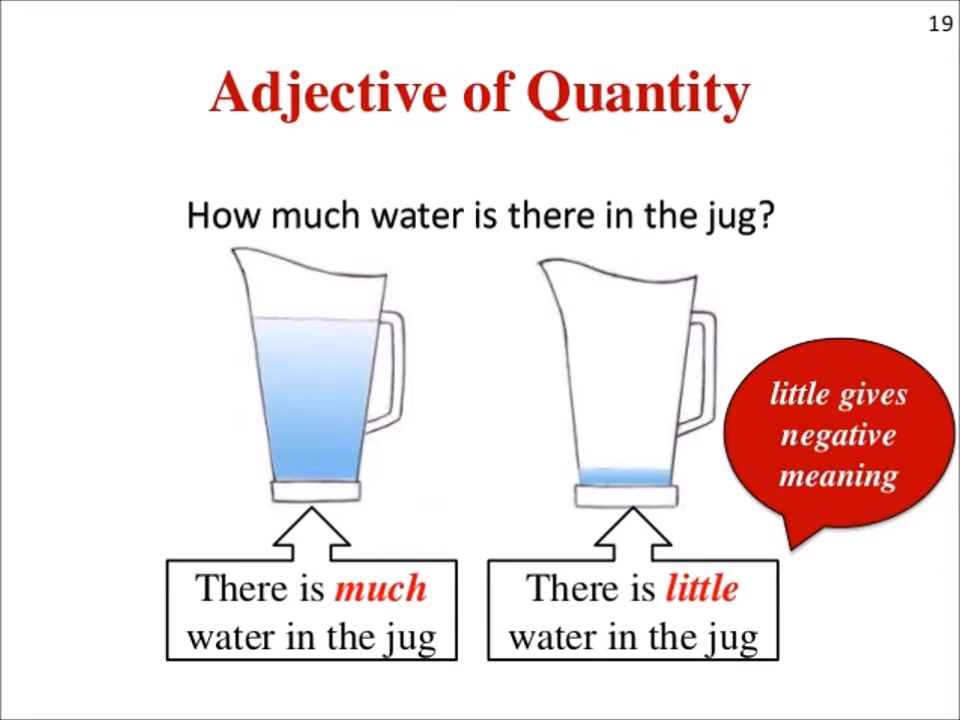 19
Adjective of Quantity
How much water is there in the jug?
little gives
negative
meaning
There is much
water in the jug
There is little
water in the jug